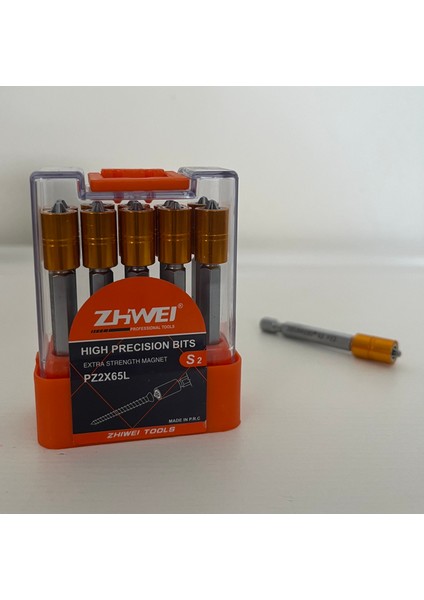 ZHWEI®
PROFESSIONAL TOOLS
HIGH PRECISION BITS
S2
EXTRA STRENGTH MAGNET
PZ2X65L
MADE IN P.R.C
ZHIWEI TOOLS